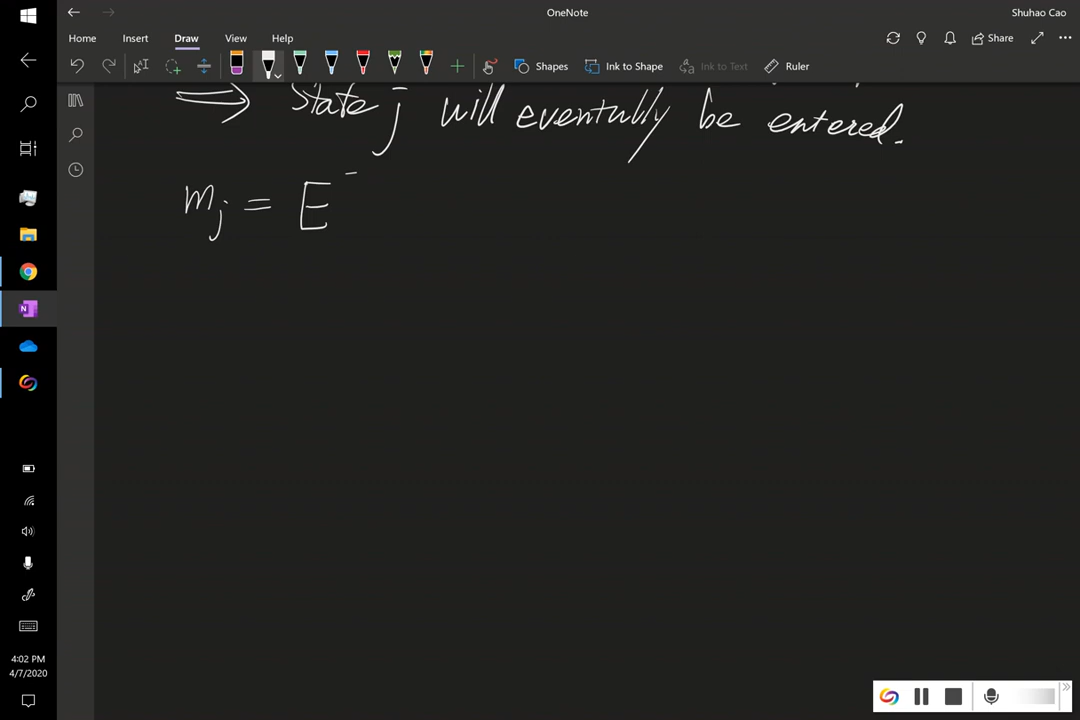 OneNote
Shuhao Cao
Home Insert Draw View Help
Share
Shapes Ink to Shape Ink to Text Ruler
⟹ State j will eventully be entered.
m_j = E
4:02 PM
4/7/2020